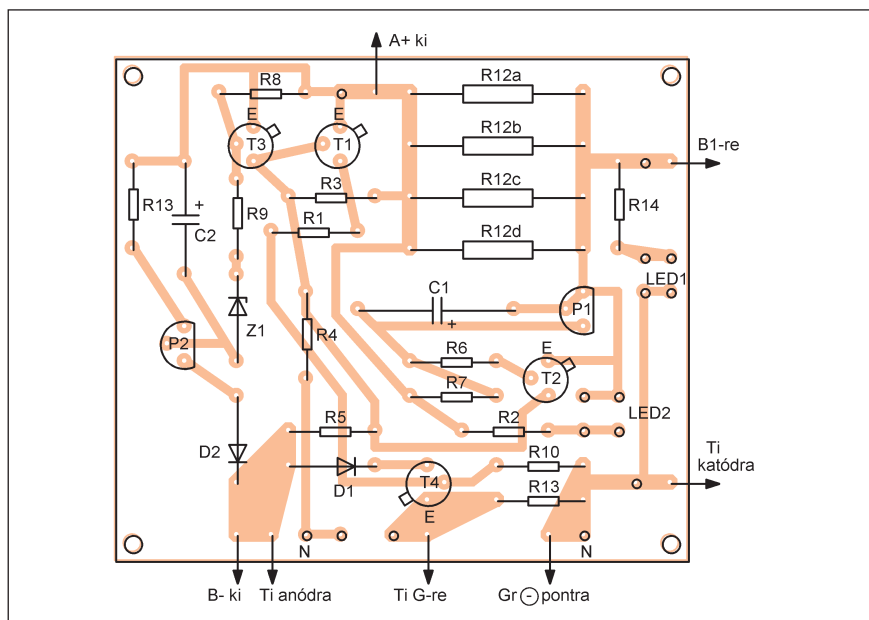 A+ ki
R12a
R8
E
E
T3
T1
R12b
B1-re
R3
R12c
R13
+
C2
R9
R1
R14
R12d
LED1
C1
+
P1
Z1
P2
R4
R6
E
T2
R7
R5
R2
LED2
D2
D1
R10
T4
R13
Ti
katódra
E
N
N
B- ki
Ti anódra
Ti G-re
Gr⊖pontra